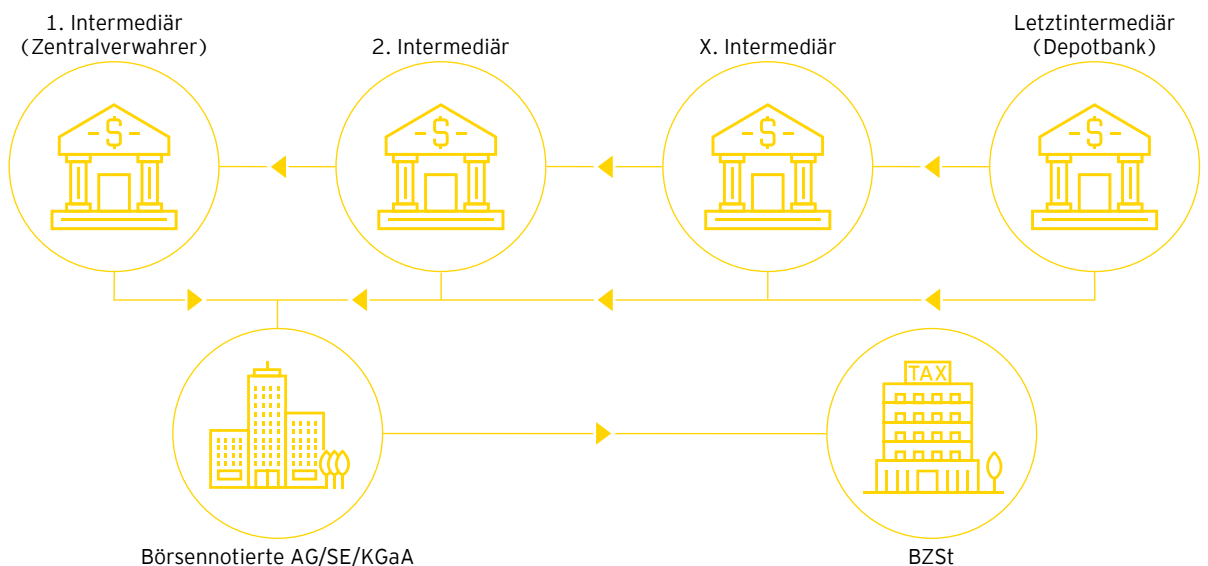 1. Intermediär
(Zentralverwahrer)
2. Intermediär
X. Intermediär
Letztintermediär
(Depotbank)
-$-
-$-
-$-
-$-
TAX
Börsennotierte AG/SE/KGaA
BZSt